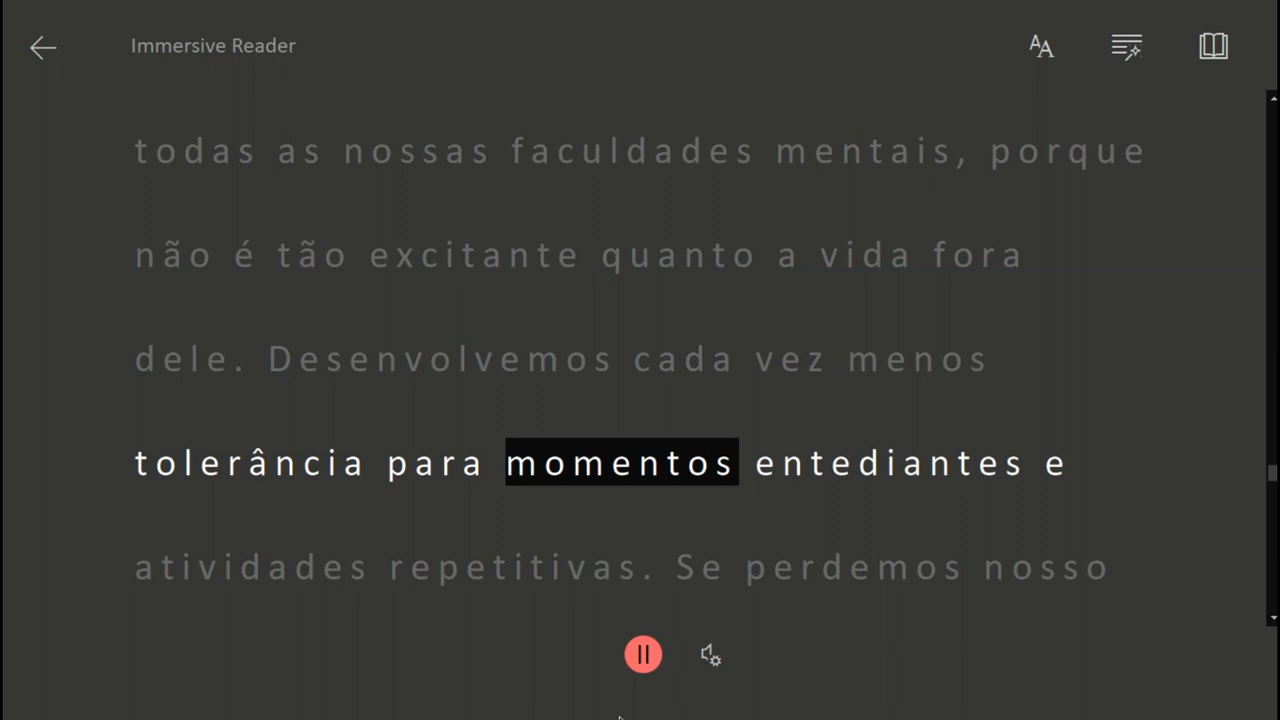 Immersive Reader
todas as nossas faculdades mentais, porque
não é tão excitante quanto a vida fora
dele. Desenvolvemos cada vez menos
tolerância para momentos entediantes e
atividades repetitivas. Se perdemos nosso